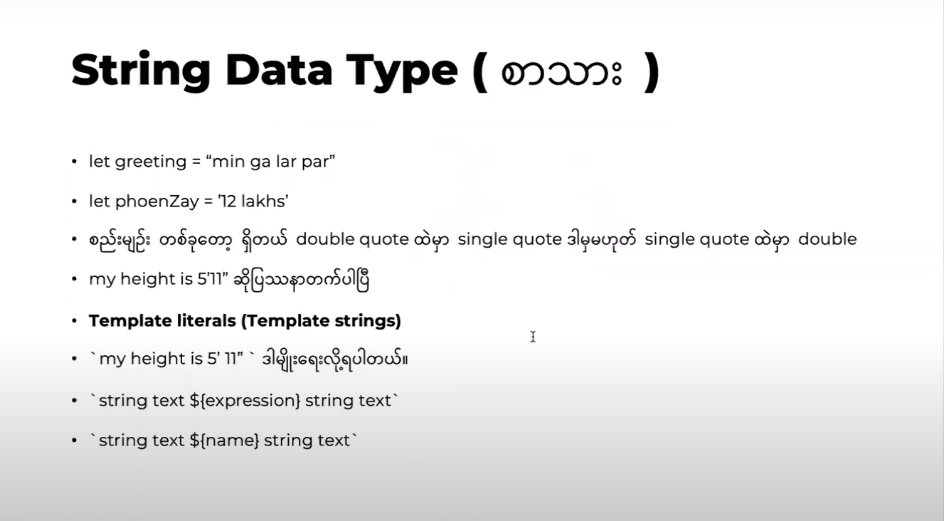 String Data Type ( စာသား )
• let greeting = “min ga lar par”
• let phoenZay = '12 lakhs’
• စည်းမျဉ်း တစ်ခုတော့ ရှိတယ် double quote ထဲမှာ single quote ဒါမှမဟုတ် single quote ထဲမှာ double
• my height is 5’11” ဆိုပြဿနာတက်ပါပြီ
• Template literals (Template strings)
• `my height is 5’ 11” ` ဒါမျိုးရေးလို့ရပါတယ်။
• `string text ${expression} string text`
• `string text ${name} string text`